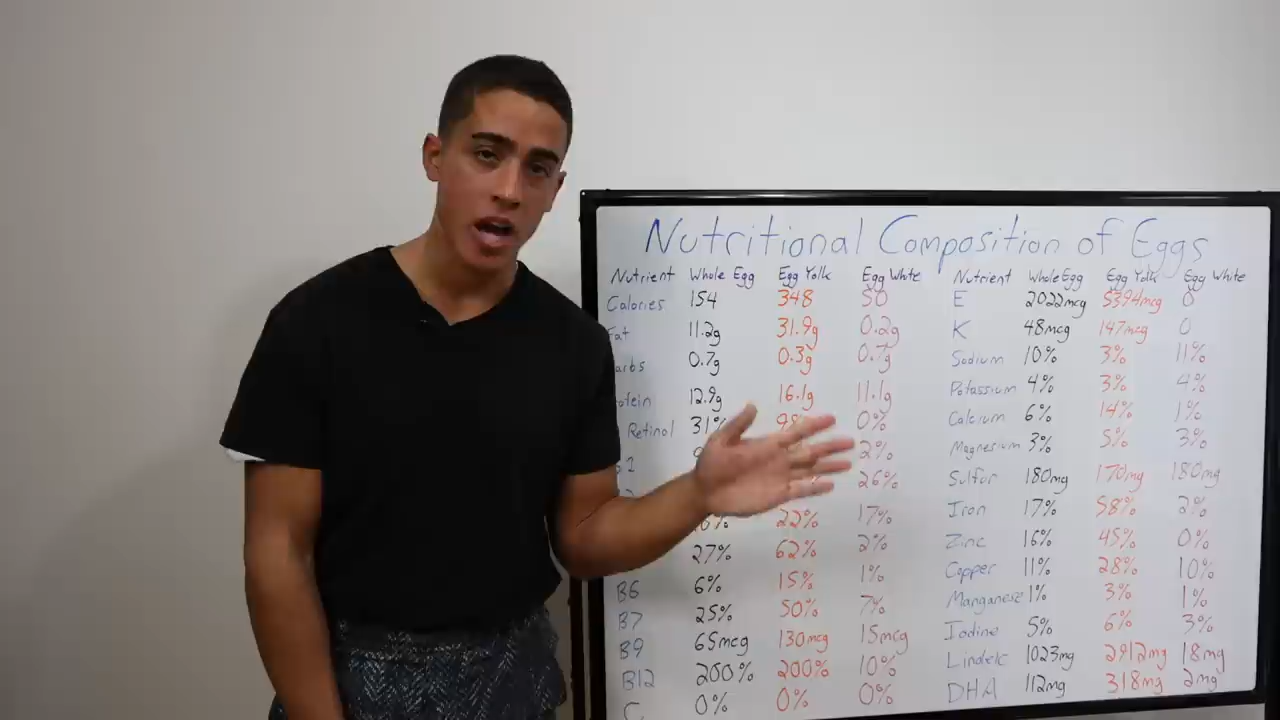 Nutritional Composition of Eggs
Nutrient Whole Egg Egg Yolk Egg White
Calories 154 348 50
Fat 11.2g 31.9g 0.2g
arbs 0.7g 0.3g 0.7g
otein 12.9g 16.1g 11.1g
Retinol 31% 0%
2%
26%
22% 17%
27% 62% 2%
B6 6% 15% 1%
B7 25% 50% 7%
B9 65mcg 130mcg 15mcg
B12 200% 200% 10%
C 0% 0% 0%
Nutrient Whole Egg Egg Yolk Egg White
E 2022mcg 5394mcg 0
K 48mcg 147mcg 0
Sodium 10% 3% 11%
Potassium 4% 3% 4%
Calcium 6% 14% 1%
Magnesium 3% 5% 3%
Sulfur 180mg 170mg 180mg
Iron 17% 58% 2%
Zinc 16% 45% 0%
Copper 11% 28% 10%
Manganese 1% 3% 1%
Iodine 5% 6% 3%
Linoleic 1023mg 2912mg 18mg
DHA 112mg 318mg 2mg